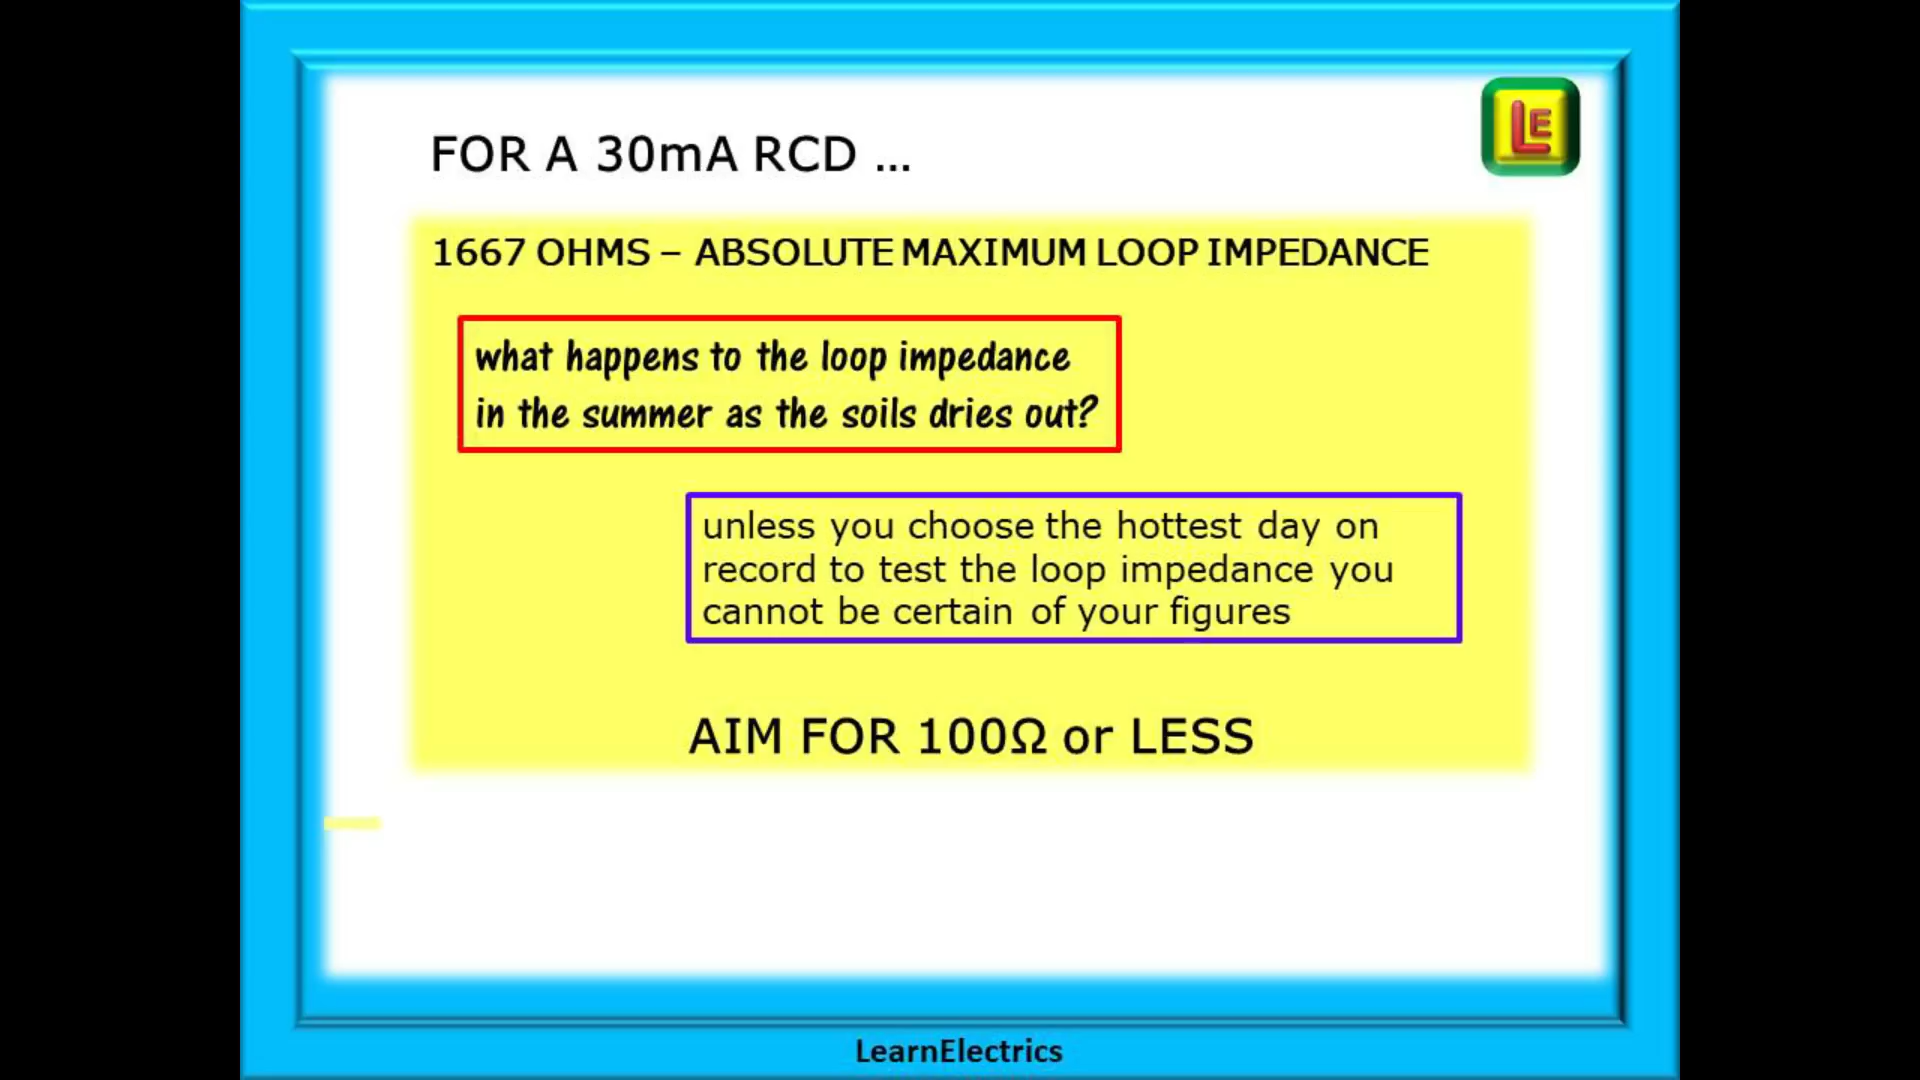 FOR A 30mA RCD ...
LE
1667 OHMS – ABSOLUTE MAXIMUM LOOP IMPEDANCE
what happens to the loop impedance
in the summer as the soils dries out?
unless you choose the hottest day on
record to test the loop impedance you
cannot be certain of your figures
AIM FOR 100Ω or LESS
LearnElectrics